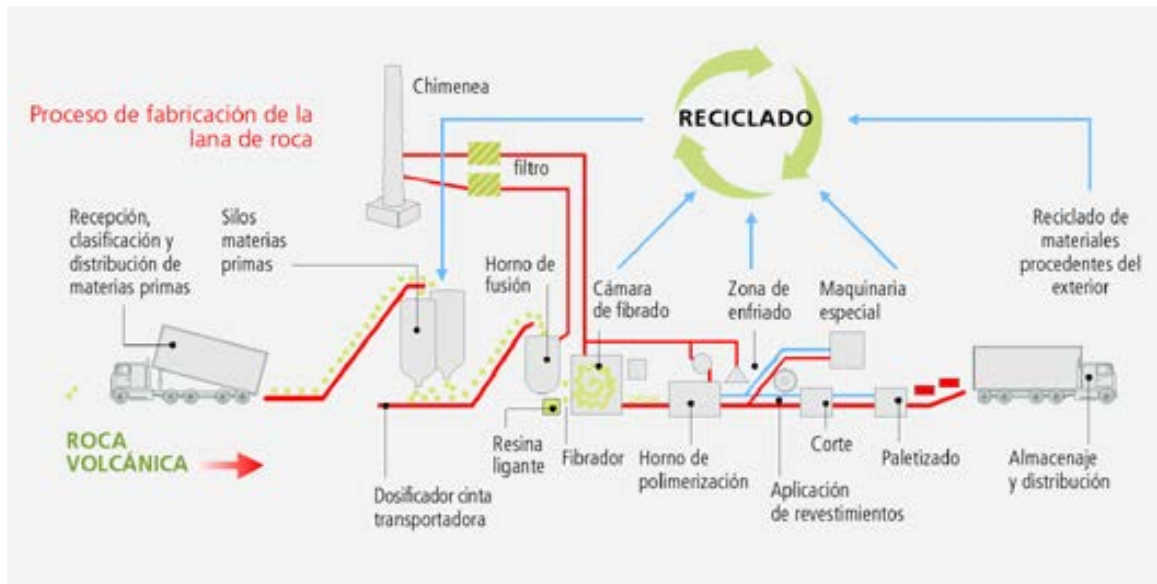 Proceso de fabricación de la
lana de roca
Chimenea
RECICLADO
filtro
Recepción,
clasificación y
distribución de
materias primas
Silos
materias
primas
Horno de
fusión
Cámara
de fibrado
Zona de
enfriado
Maquinaria
especial
Reciclado de
materiales
procedentes del
exterior
ROCA
VOLCÁNICA
Dosificador cinta
transportadora
Resina
ligante
Fibrador
Horno de
polimerización
Aplicación
de revestimientos
Corte
Paletizado
Almacenaje
y distribución